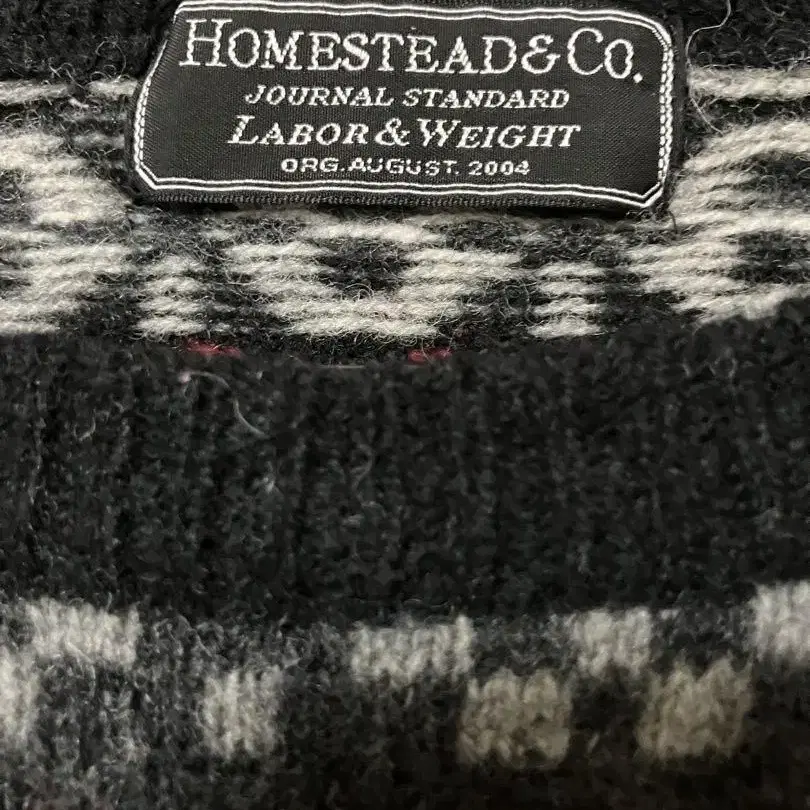 HOMESTEAD&CO.
JOURNAL STANDARD
LABOR&WEIGHT
ORG.AUGUST. 2004